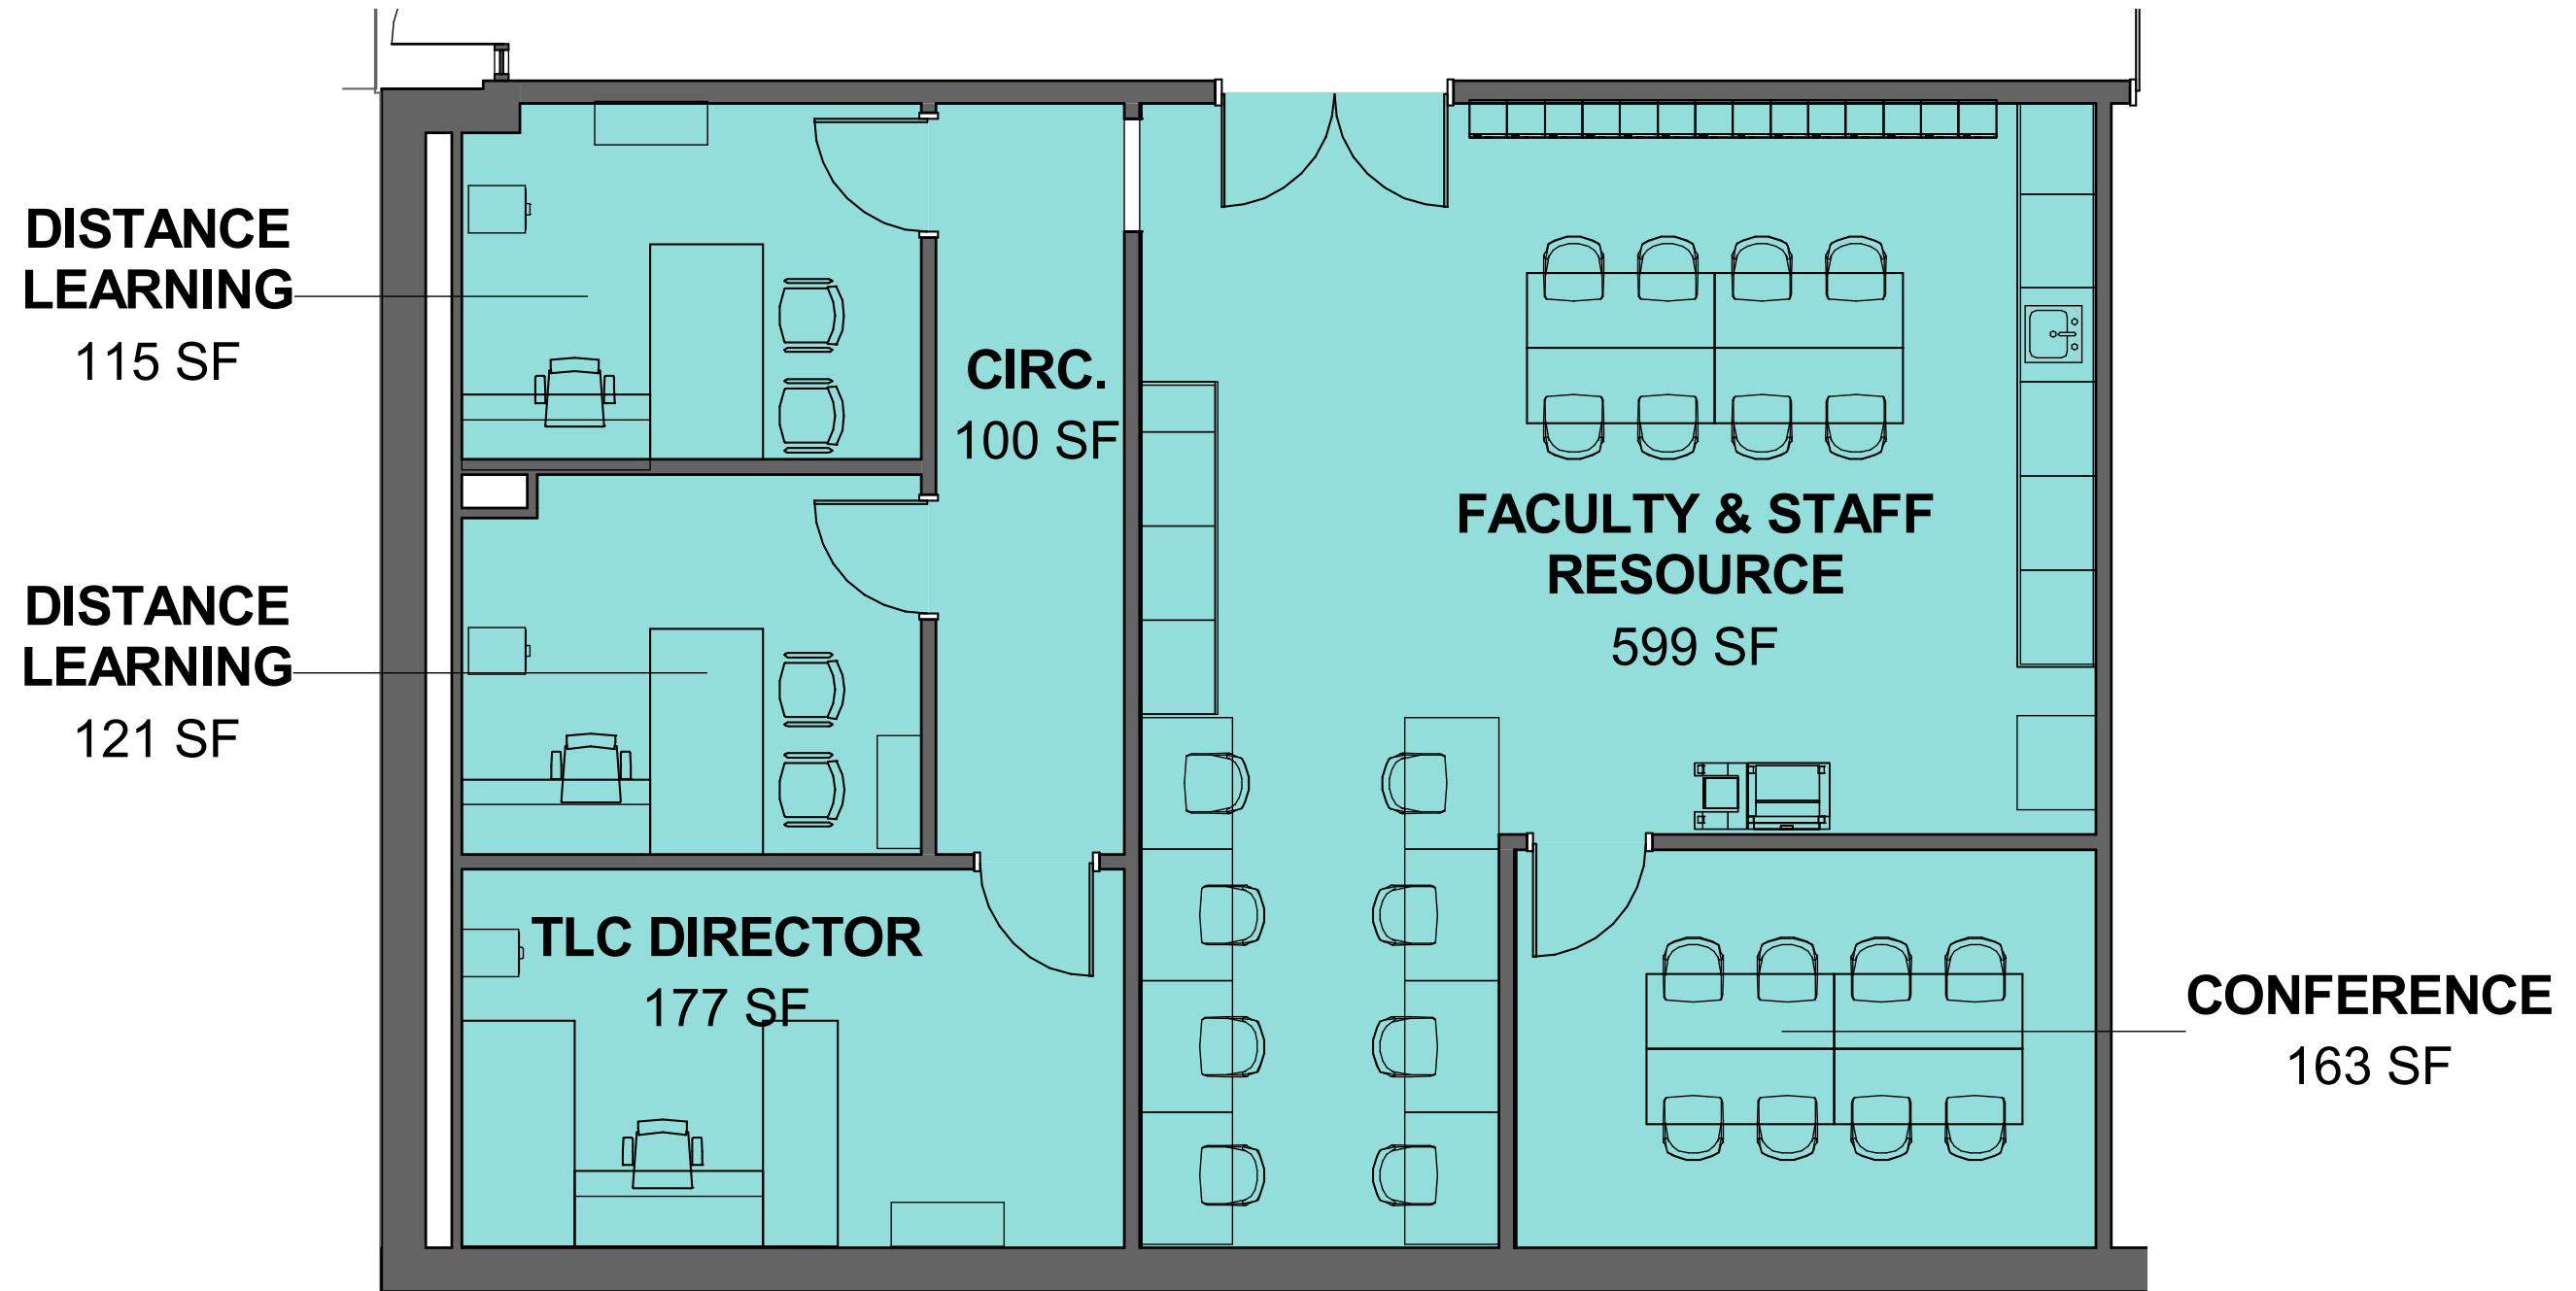 DISTANCE
LEARNING
115 SF
CIRC.
100 SF
FACULTY & STAFF
RESOURCE
599 SF
DISTANCE
LEARNING
121 SF
TLC DIRECTOR
177 SF
CONFERENCE
163 SF